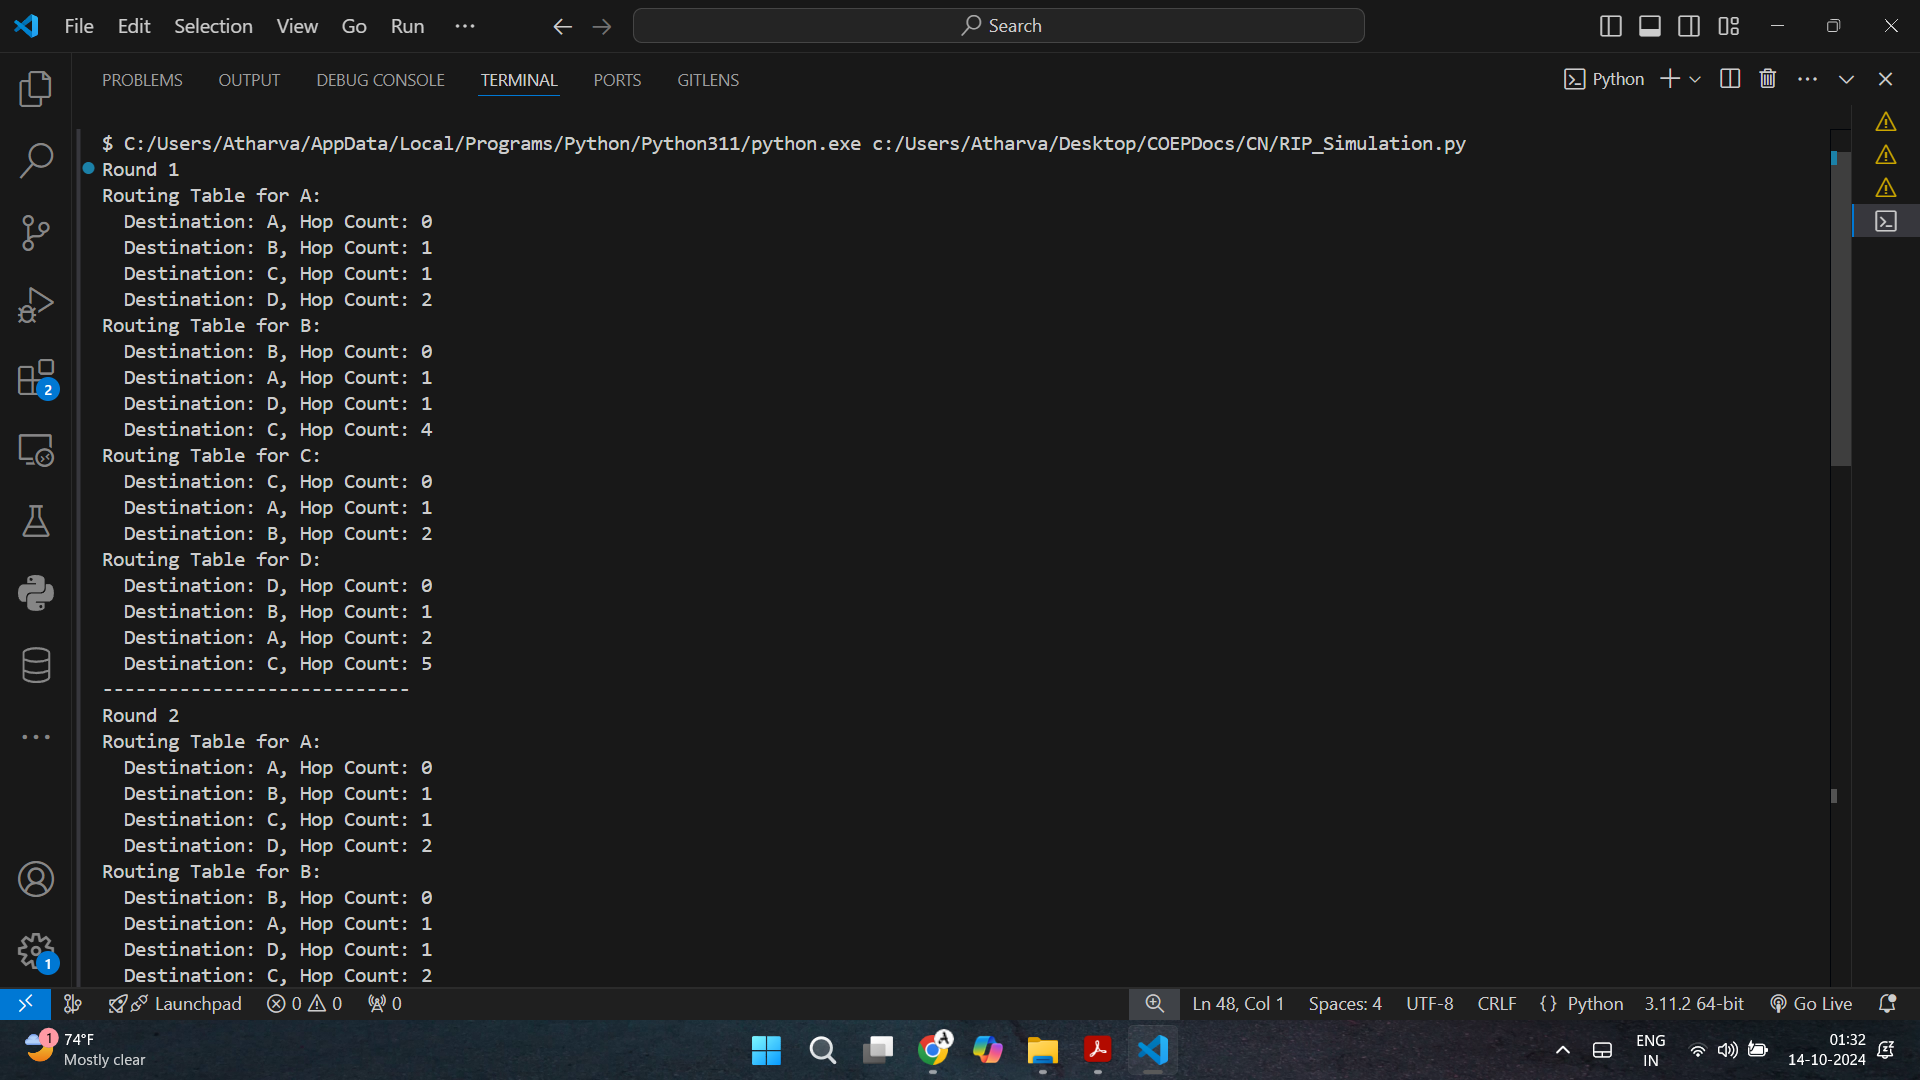 File Edit Selection View Go Run ... Search
PROBLEMS OUTPUT DEBUG CONSOLE TERMINAL PORTS GITLENS Python
$ C:/Users/Atharva/AppData/Local/Programs/Python/Python311/python.exe c:/Users/Atharva/Desktop/COEPDocs/CN/RIP_Simulation.py
Round 1
Routing Table for A:
Destination: A, Hop Count: 0
Destination: B, Hop Count: 1
Destination: C, Hop Count: 1
Destination: D, Hop Count: 2
Routing Table for B:
Destination: B, Hop Count: 0
Destination: A, Hop Count: 1
Destination: D, Hop Count: 1
Destination: C, Hop Count: 4
Routing Table for C:
Destination: C, Hop Count: 0
Destination: A, Hop Count: 1
Destination: B, Hop Count: 2
Routing Table for D:
Destination: D, Hop Count: 0
Destination: B, Hop Count: 1
Destination: A, Hop Count: 2
Destination: C, Hop Count: 5
----------------------------
Round 2
Routing Table for A:
Destination: A, Hop Count: 0
Destination: B, Hop Count: 1
Destination: C, Hop Count: 1
Destination: D, Hop Count: 2
Routing Table for B:
Destination: B, Hop Count: 0
Destination: A, Hop Count: 1
Destination: D, Hop Count: 1
Destination: C, Hop Count: 2
2
1
Launchpad 0 0 0 Ln 48, Col 1 Spaces: 4 UTF-8 CRLF {} Python 3.11.2 64-bit Go Live
1 74°F
Mostly clear
A
ENG
IN
01:32
14-10-2024